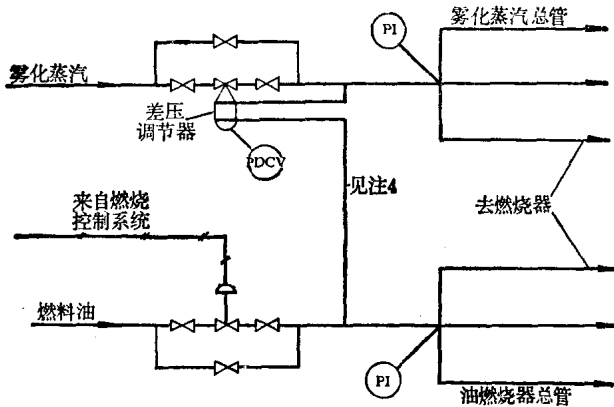 PI
雾化蒸汽总管
雾化蒸汽
差压
调节器
PDCV
见注4
来自燃烧
控制系统
去燃烧器
燃料油
PI
油燃烧器总管